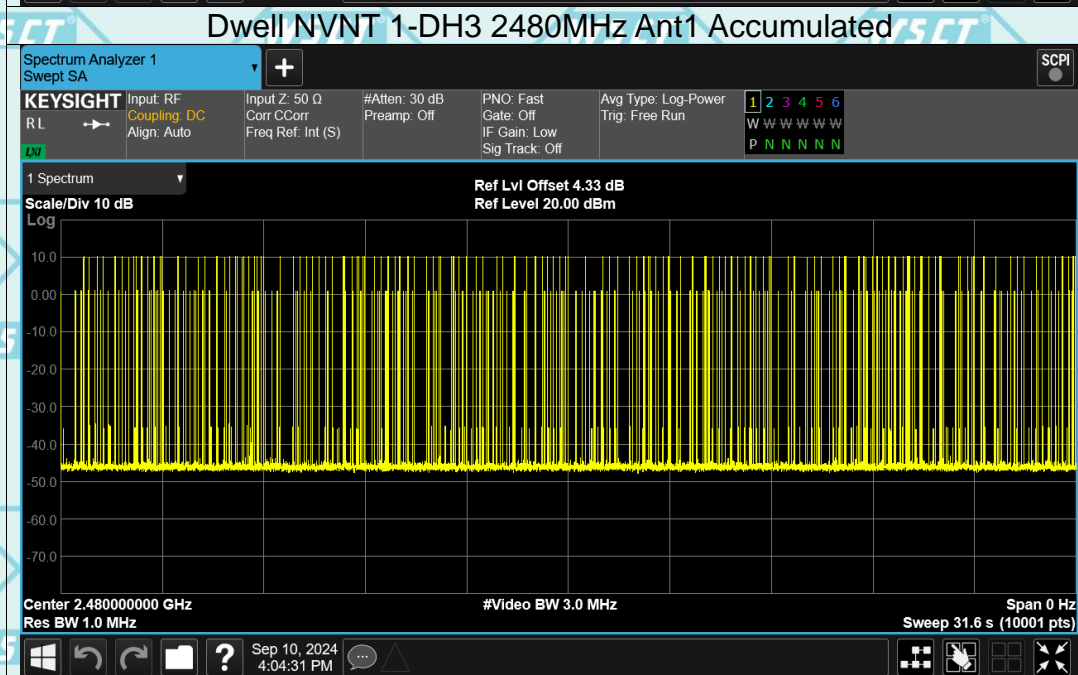 Dwell NVNT 1-DH3 2480MHz Ant1 Accumulated
Spectrum Analyzer 1
Swept SA
+
SCPI
KEYSIGHT
R L
LXI
Input: RF
Coupling: DC
Align: Auto
Input Z: 50 Ω
Corr CCorr
Freq Ref: Int (S)
#Atten: 30 dB
Preamp: Off
PNO: Fast
Gate: Off
IF Gain: Low
Sig Track: Off
Avg Type: Log-Power
Trig: Free Run
1 2 3 4 5 6
W W W W W W
P N N N N N
1 Spectrum
Scale/Div 10 dB
Ref Lvl Offset 4.33 dB
Ref Level 20.00 dBm
Log
10.0
0.00
-10.0
-20.0
-30.0
-40.0
-50.0
-60.0
-70.0
Center 2.480000000 GHz
#Video BW 3.0 MHz
Span 0 Hz
Res BW 1.0 MHz
Sweep 31.6 s (10001 pts)
?
Sep 10, 2024
4:04:31 PM